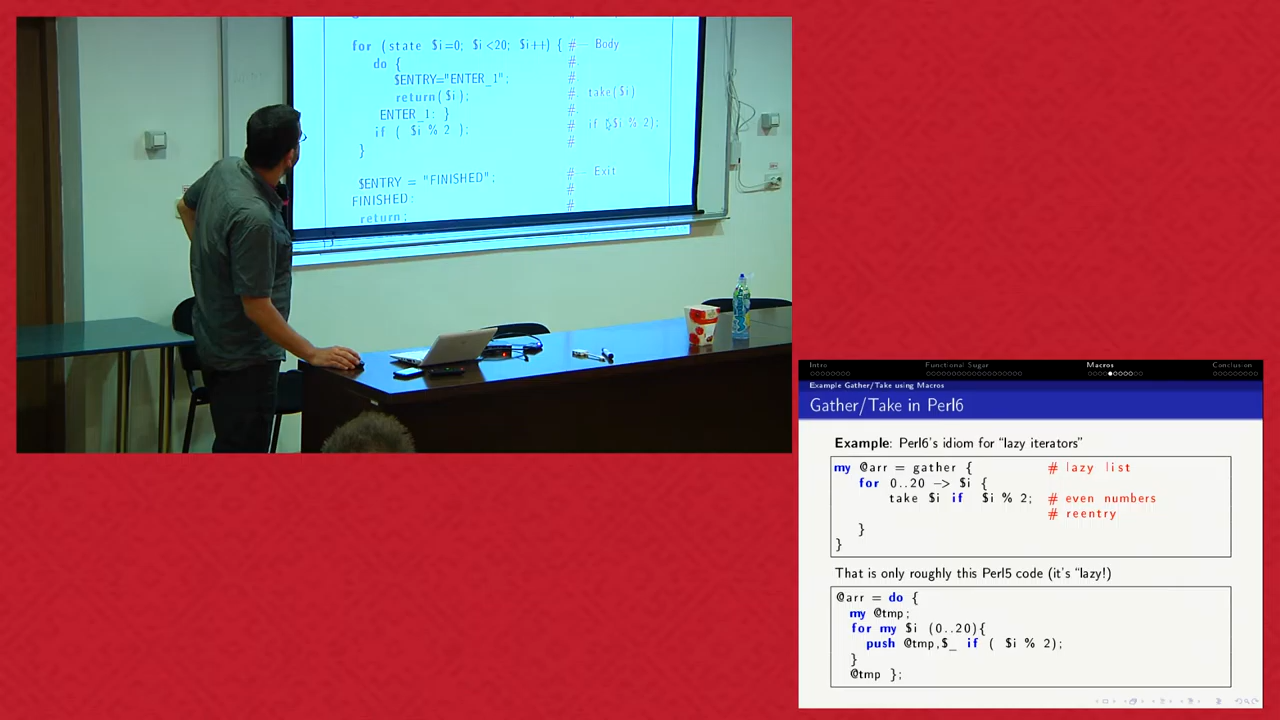 for (state $i=0; $i <20; $i++) { #-- Body
do { #
$ENTRY="ENTER_1"; #
return($i); # take($i)
ENTER_1: } #
if ( $i % 2 ); # if $i % 2);
} #
$ENTRY = "FINISHED"; #-- Exit
FINISHED: #
return; #
Intro
Functional Sugar
Macros
Conclusion
Example Gather/Take using Macros
Gather/Take in Perl6
Example: Perl6's idiom for "lazy iterators"
my @arr = gather { # lazy list
for 0..20 -> $i {
take $i if $i % 2; # even numbers
# reentry
}
}
That is only roughly this Perl5 code (it's "lazy!)
@arr = do {
my @tmp;
for my $i (0..20){
push @tmp,$_ if ( $i % 2);
}
@tmp };